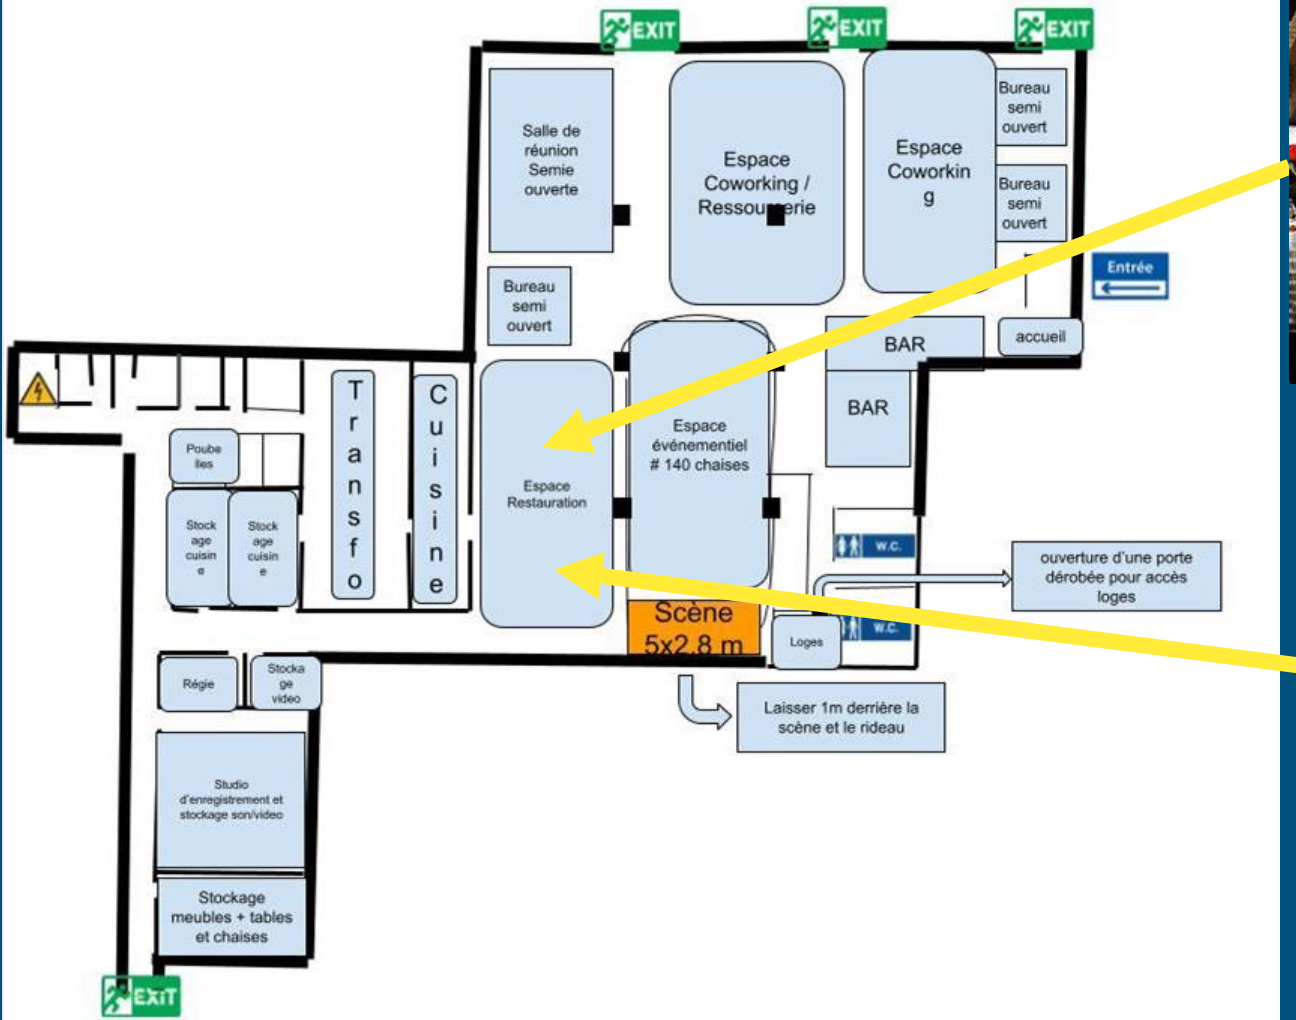 EXIT
EXIT
EXIT
Salle de
réunion
Semie
ouverte
Espace
Coworking /
Espace
Coworkin
g
Bureau
semi
ouvert
Bureau
semi
ouvert
Entrée
Bureau
semi
ouvert
BAR
accueil
BAR
T
r
a
n
s
f
o
C
u
i
s
i
n
e
Espace
événementiel
# 140 chaises
Poube
lles
Espace
Restauration
Stock
age
cuisin
e
Stock
age
cuisin
e
W.C.
ouverture d'une porte
dérobée pour accès
loges
Scène
5x2.8 m
W.C.
Loges
Régie
Stocka
ge
video
Laisser 1m derrière la
scène et le rideau
Studio
d'enregistrement et
stockage son/video
Stockage
meubles + tables
et chaises
EXIT